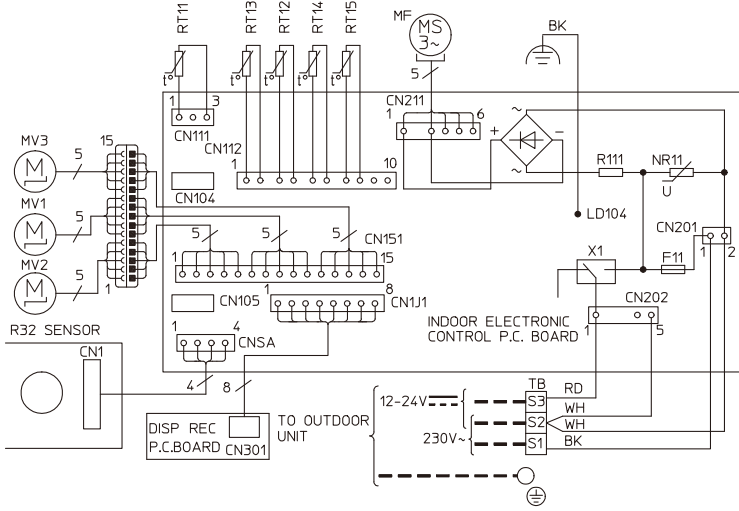 RT11
RT13
RT12
RT14
RT15
MF
MS
3~
BK
5
t°
t°
t°
t°
t°
1
3
CN211
1
6
~
CN111
CN112
+
−
MV3
15
5
M
1
10
R111
NR11
CN104
~
U
MV1
5
M
LD104
5
5
5
CN151
CN201
1
2
MV2
5
M
1
1
15
X1
F11
CN105
1
8
CN1J1
CN202
1
5
R32 SENSOR
1
4
CNSA
INDOOR ELECTRONIC
CONTROL P.C. BOARD
CN1
4
8
TB
12-24V
S3
RD
DISP REC
P.C.BOARD
CN301
TO OUTDOOR
UNIT
230V~
S2
WH
WH
S1
BK